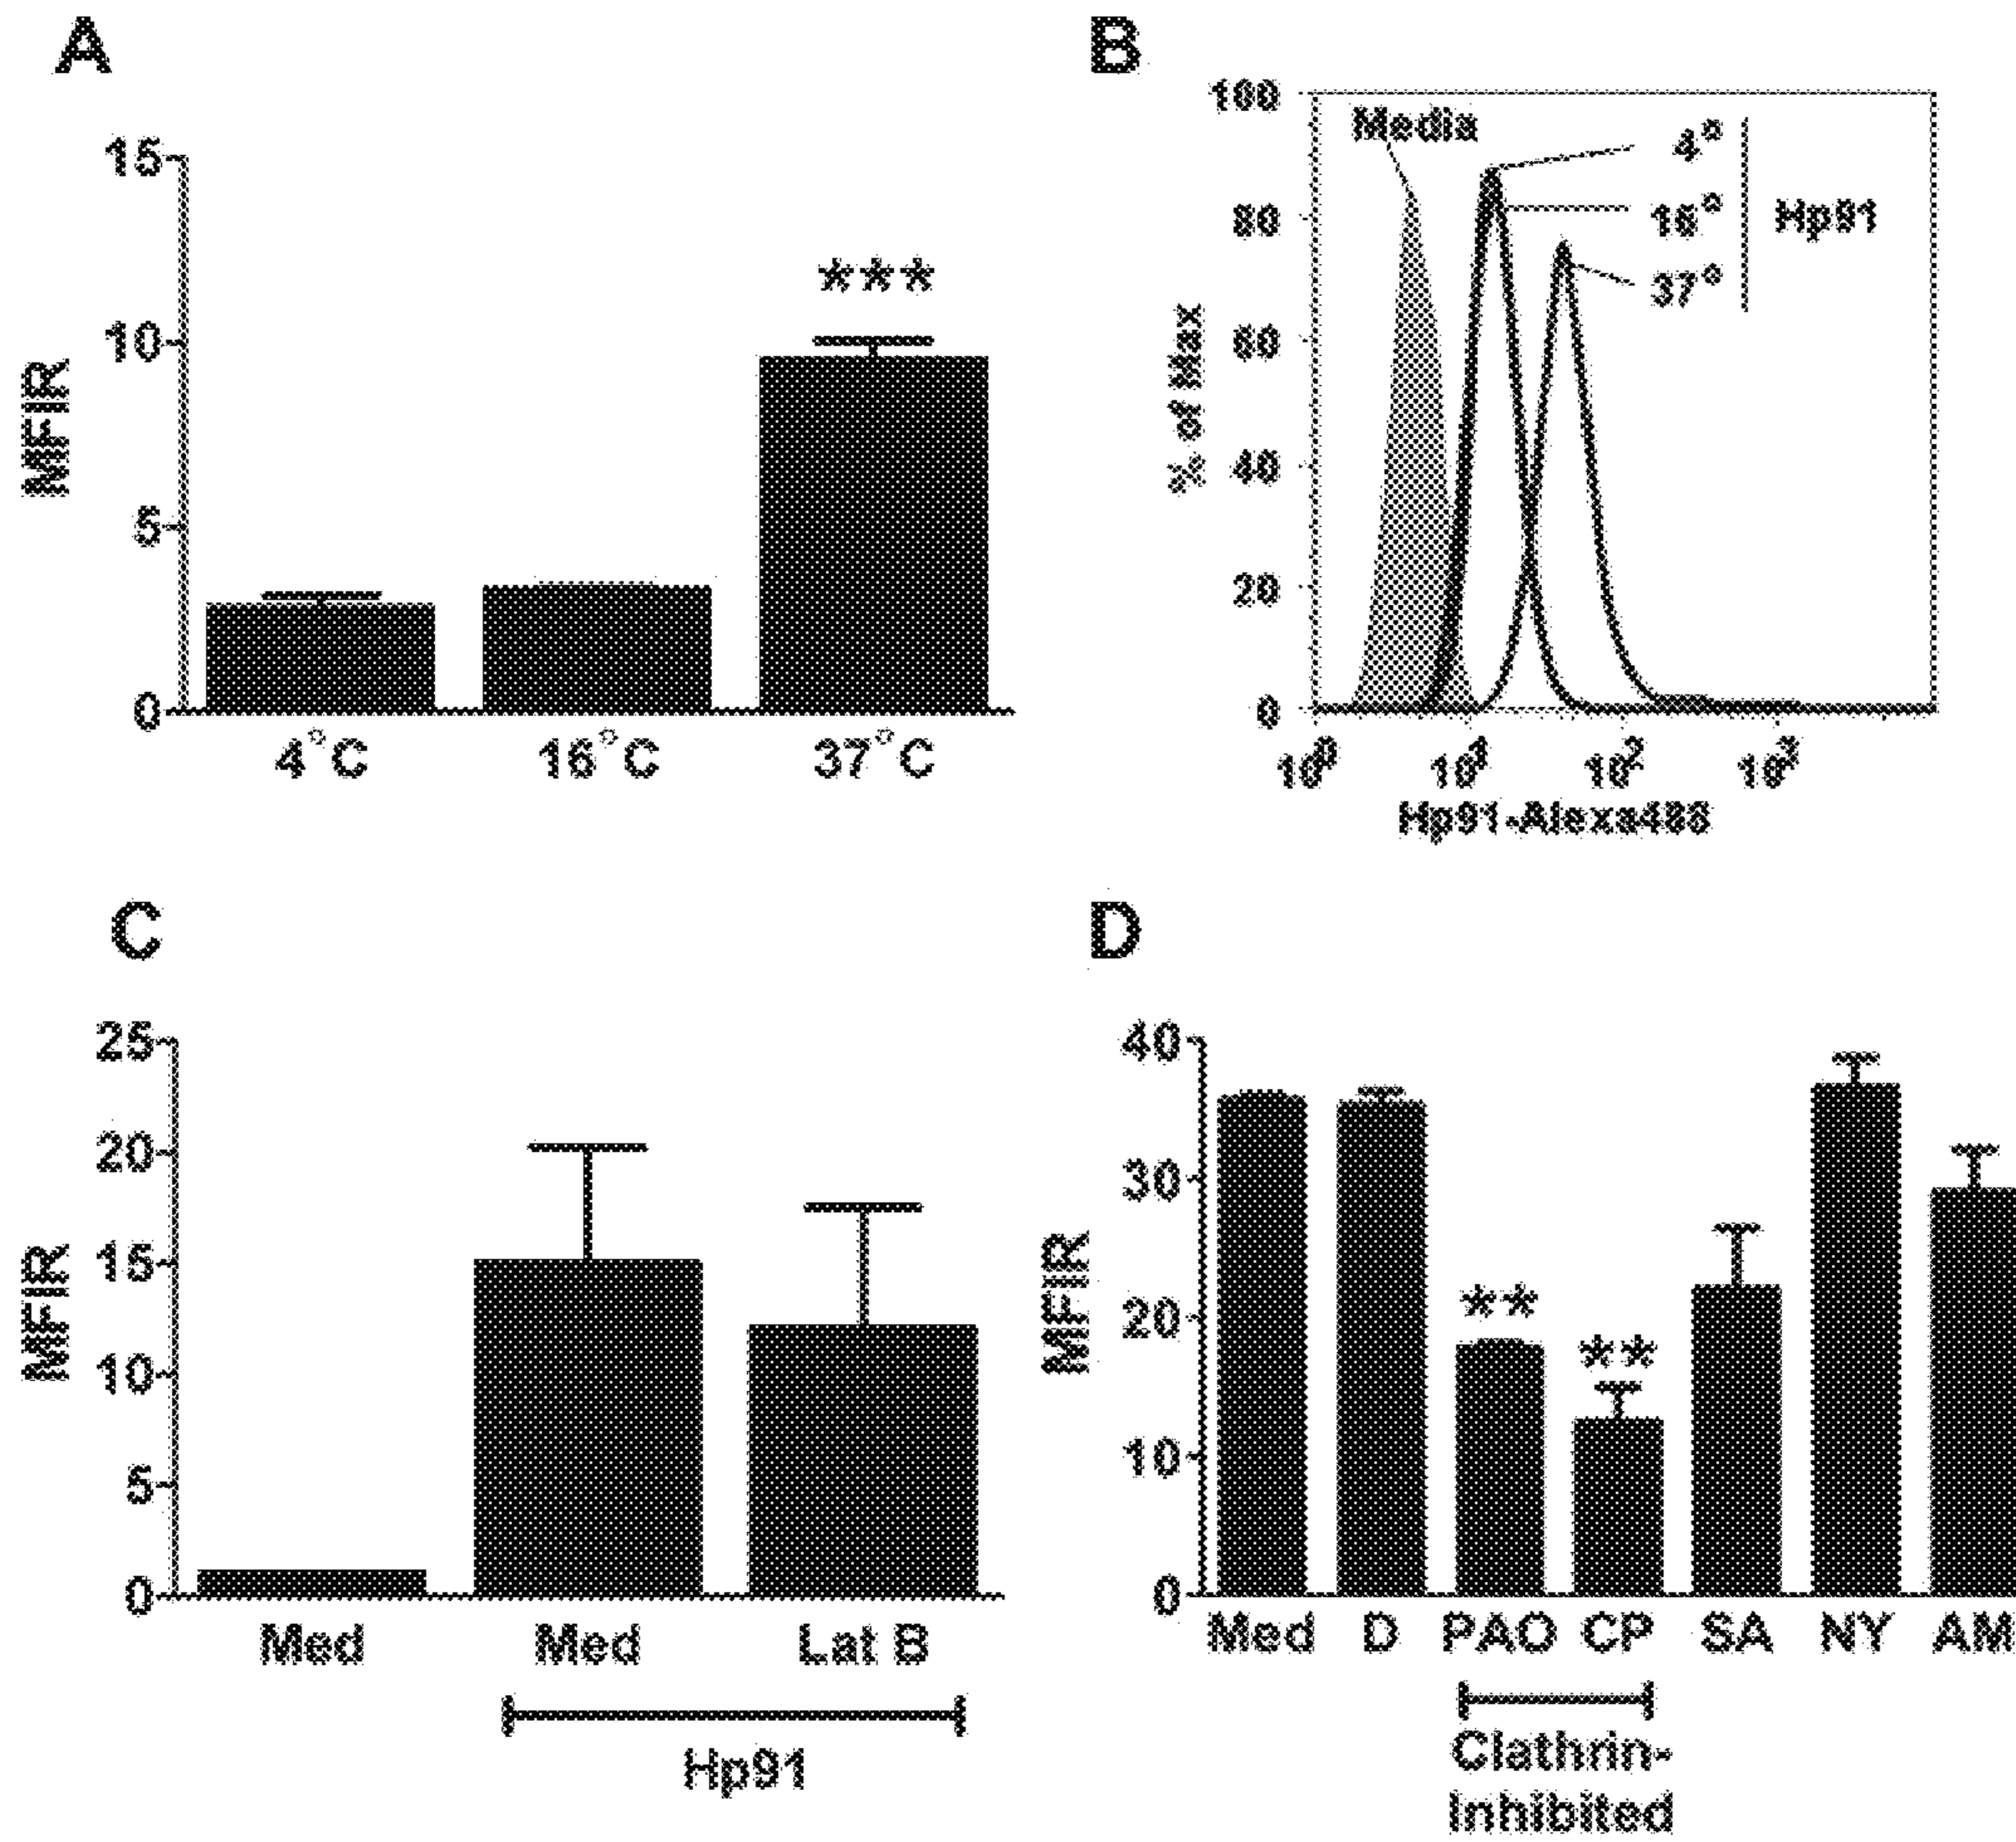 A
15
10
5
0
MFIR
***
4°C
16°C
37°C
B
100
80
60
40
20
0
% of Max
Media
4°
16°
37°
Hp91
10⁰
10¹
10²
10³
Hp91-Alexa488
C
25
20
15
10
5
0
MFIR
Med
Med
Lat B
Hp91
D
40
30
20
10
0
MFIR
**
**
Med
D
PAO
CP
SA
NY
AM
Clathrin-
Inhibited